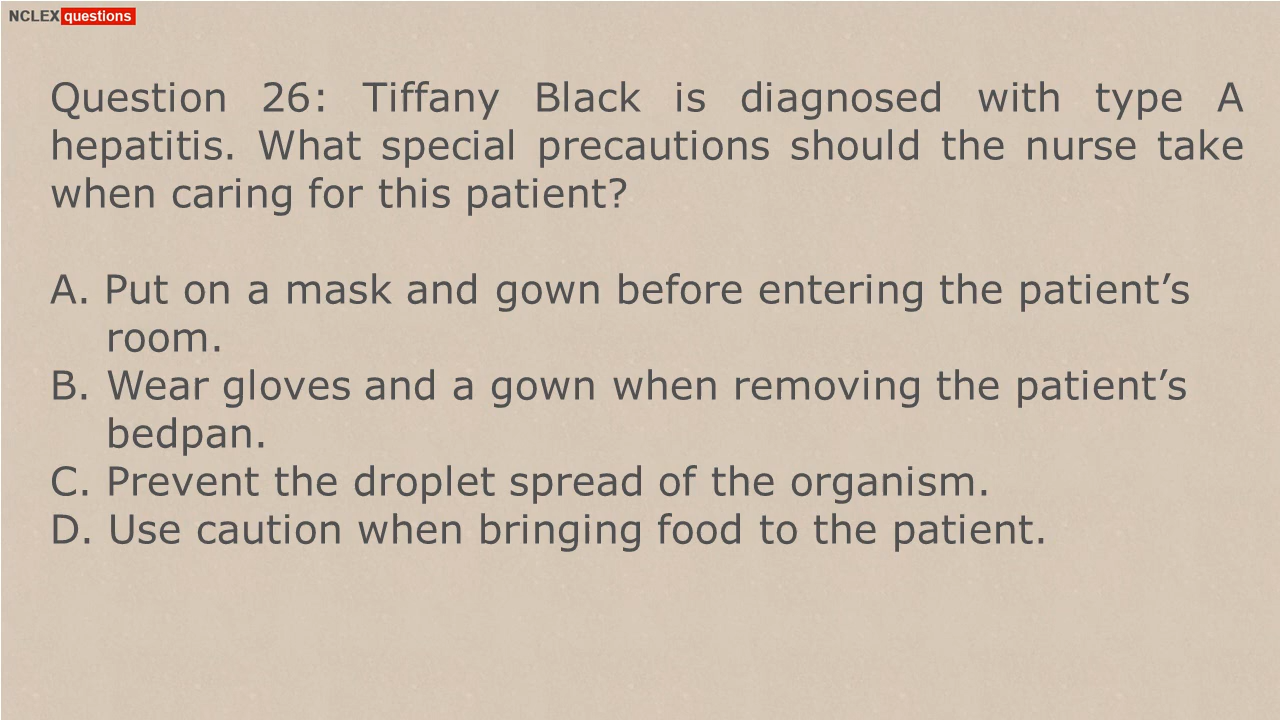 NCLEX questions
Question 26: Tiffany Black is diagnosed with type A
hepatitis. What special precautions should the nurse take
when caring for this patient?
A. Put on a mask and gown before entering the patient’s
room.
B. Wear gloves and a gown when removing the patient’s
bedpan.
C. Prevent the droplet spread of the organism.
D. Use caution when bringing food to the patient.